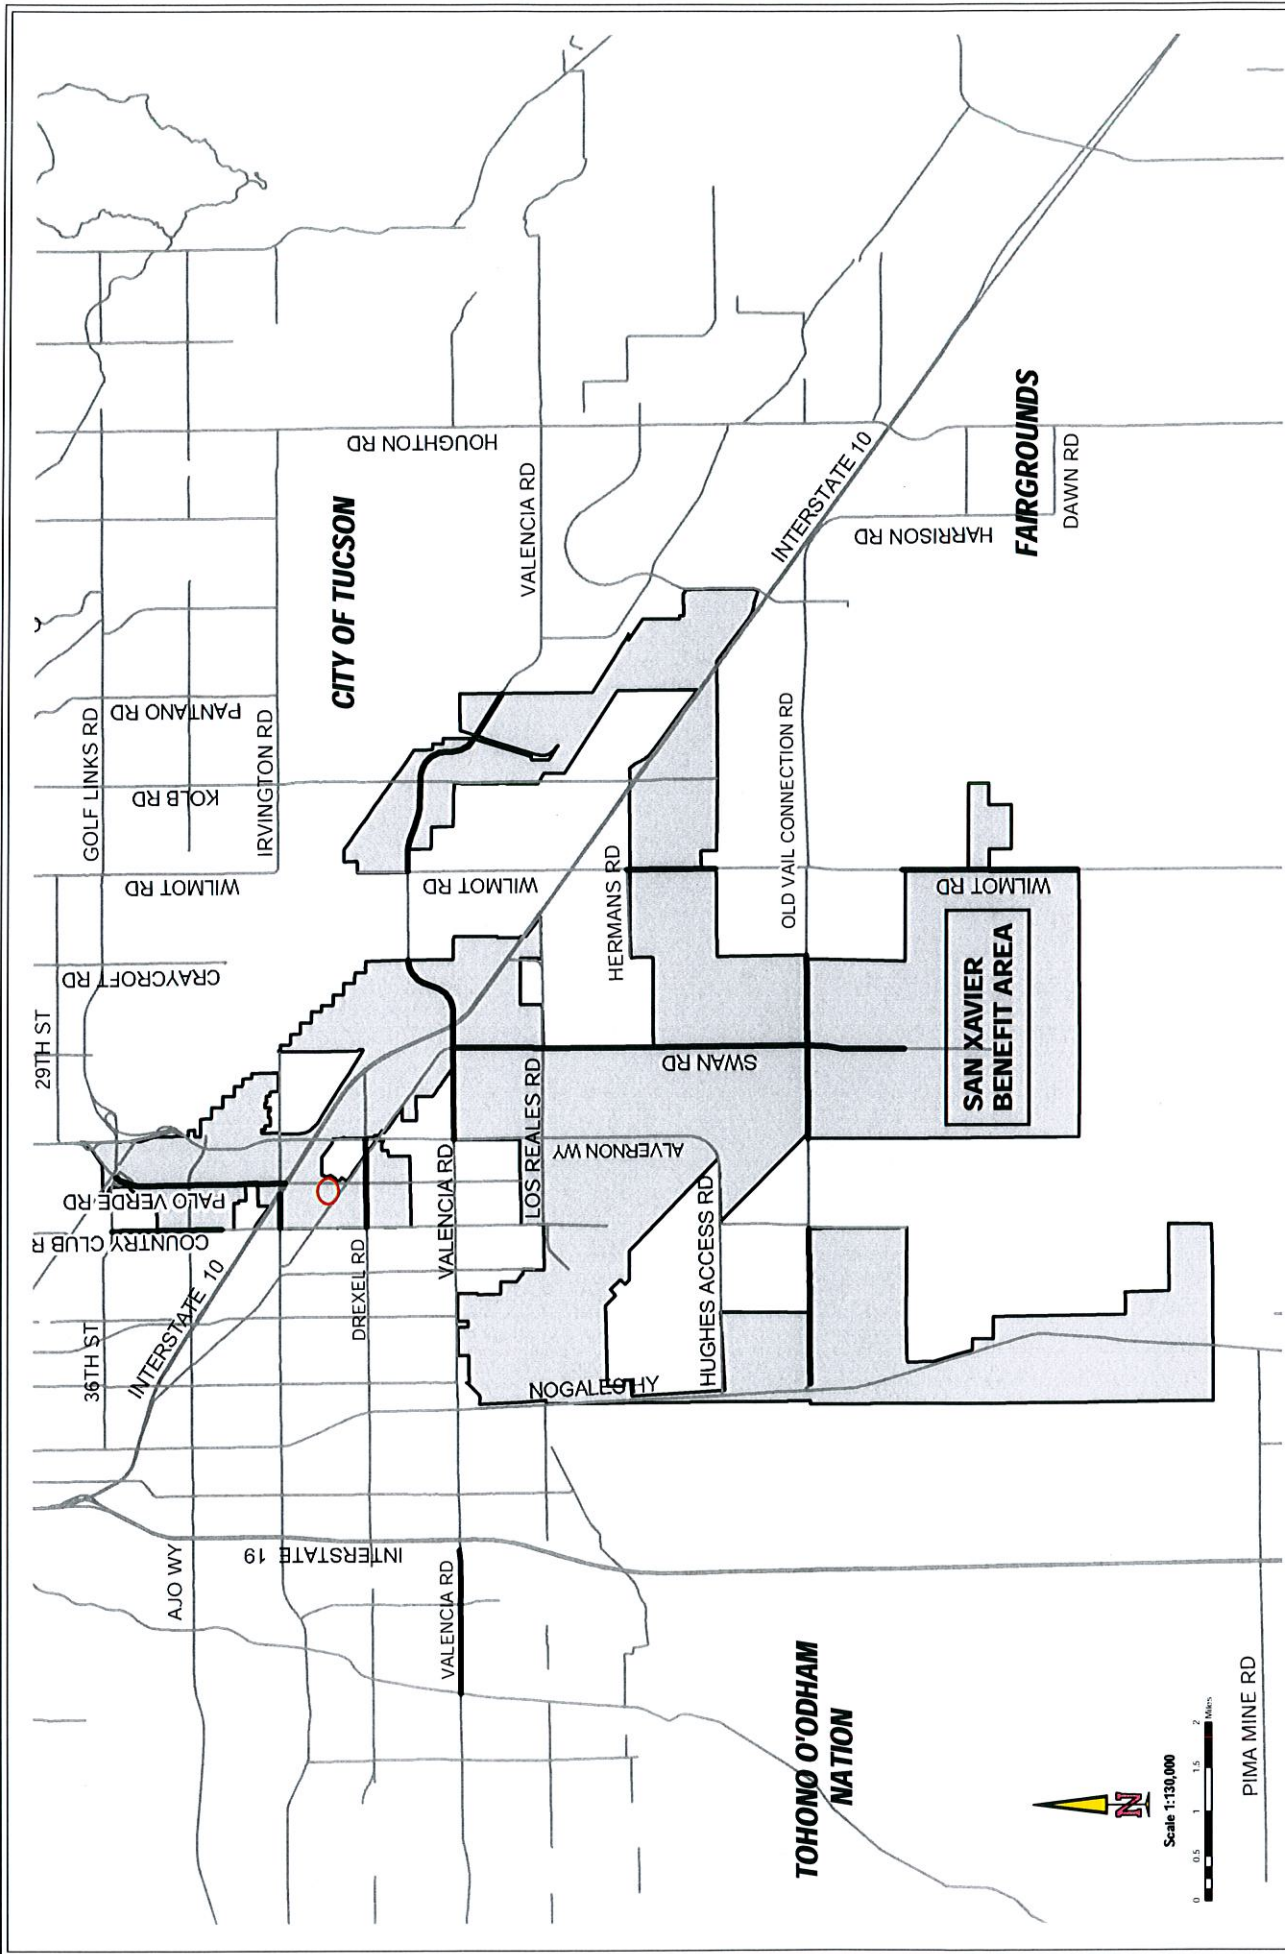 29TH ST
GOLF LINKS RD
36TH ST
COUNTRY CLUB R
PALO VERDE RD
CRAYCROFT RD
WILMOT RD
KOLB RD
PANTANO RD
INTERSTATE 10
AJO WY
IRVINGTON RD
CITY OF TUCSON
HOUGHTON RD
INTERSTATE 19
DREXEL RD
VALENCIA RD
VALENCIA RD
WILMOT RD
VALENCIA RD
LOS REALES RD
NOGALES HY
ALVERNON WY
HERMANS RD
SWAN RD
HUGHES ACCESS RD
OLD VAIL CONNECTION RD
INTERSTATE 10
HARRISON RD
TOHONO O'ODHAM
NATION
SAN XAVIER
BENEFIT AREA
WILMOT RD
FAIRGROUNDS
DAWN RD
N
Scale 1:130,000
0 0.5 1 1.5 2
Miles
PIMA MINE RD